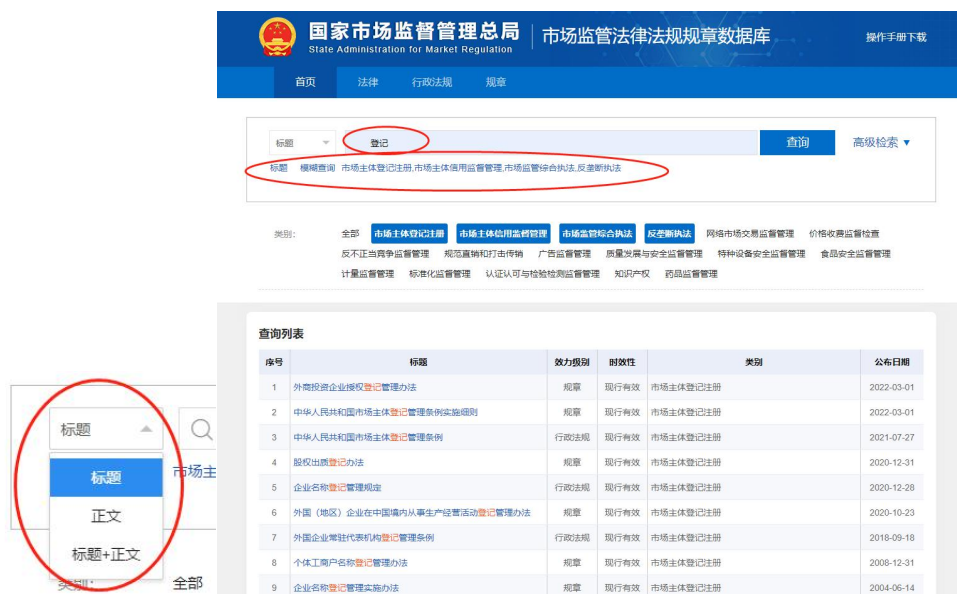 国家市场监督管理总局
State Administration for Market Regulation
市场监管法律法规规章数据库
操作手册下载
首页 法律 行政法规 规章
标题 登记 查询 高级检索
标题 模糊查询 市场主体登记注册,市场主体信用监督管理,市场监管综合执法,反垄断执法
类别: 全部 市场主体登记注册 市场主体信用监督管理 市场监管综合执法 反垄断执法 网络市场交易监督管理 价格收费监督检查
反不正当竞争监督管理 规范直销和打击传销 广告监督管理 质量发展与安全监督管理 特种设备安全监督管理 食品安全监督管理
计量监督管理 标准化监督管理 认证认可与检验检测监督管理 知识产权 药品监督管理
查询列表
序号 标题 效力级别 时效性 类别 公布日期
1 外商投资企业授权登记管理办法 规章 现行有效 市场主体登记注册 2022-03-01
2 中华人民共和国市场主体登记管理条例实施细则 规章 现行有效 市场主体登记注册 2022-03-01
3 中华人民共和国市场主体登记管理条例 行政法规 现行有效 市场主体登记注册 2021-07-27
4 股权出质登记办法 规章 现行有效 市场主体登记注册 2020-12-31
5 企业名称登记管理规定 行政法规 现行有效 市场主体登记注册 2020-12-28
6 外国（地区）企业在中国境内从事生产经营活动登记管理办法 规章 现行有效 市场主体登记注册 2020-10-23
7 外国企业常驻代表机构登记管理条例 行政法规 现行有效 市场主体登记注册 2018-09-18
8 个体工商户名称登记管理办法 规章 现行有效 市场主体登记注册 2008-12-31
9 企业名称登记管理实施办法 规章 现行有效 市场主体登记注册 2004-06-14
标题
标题 市场主
正文
标题+正文
类别: 全部